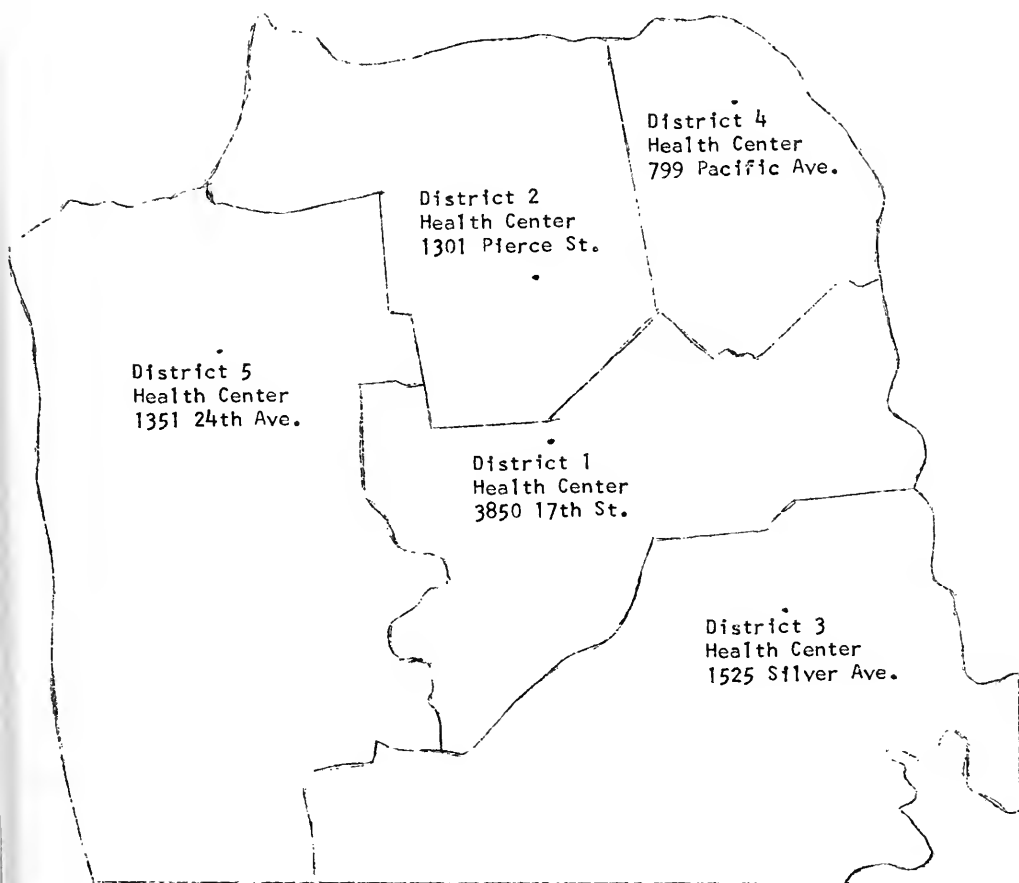 District 4
Health Center
799 Pacific Ave.
District 2
Health Center
1301 Pierce St.
District 5
Health Center
1351 24th Ave.
District 1
Health Center
3850 17th St.
District 3
Health Center
1525 Silver Ave.